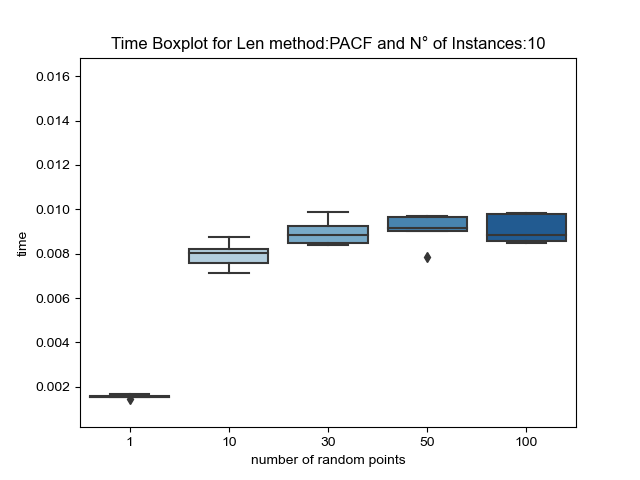 Time Boxplot for Len method:PACF and N° of Instances:10
0.016
0.014
0.012
0.010
0.008
0.006
0.004
0.002
time
1 10 30 50 100
number of random points